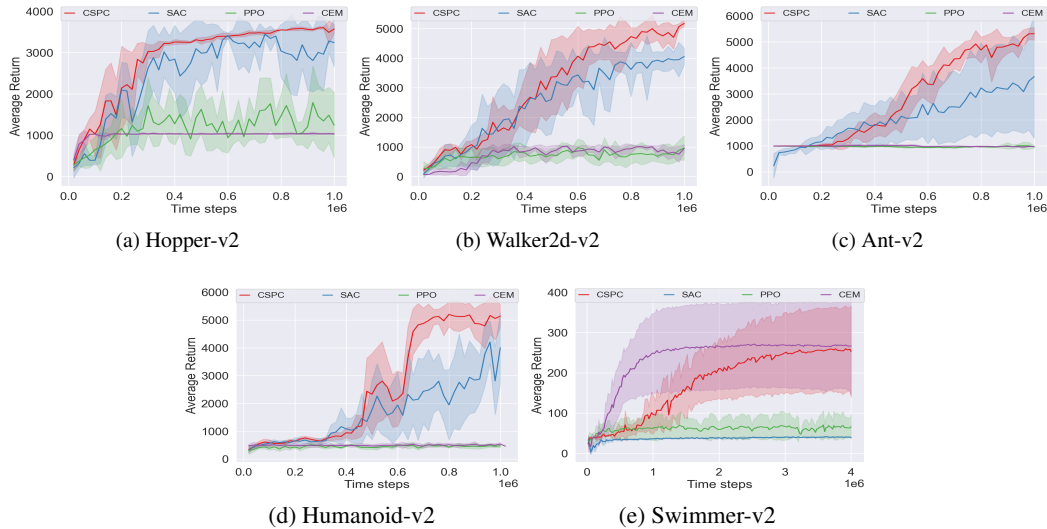 CSPC SAC PPO CEM
4000
3000
2000
1000
0
Average Return
0.0 0.2 0.4 0.6 0.8 1.0
Time steps 1e6
(a) Hopper-v2
CSPC SAC PPO CEM
5000
4000
3000
2000
1000
0
Average Return
0.0 0.2 0.4 0.6 0.8 1.0
Time steps 1e6
(b) Walker2d-v2
CSPC SAC PPO CEM
6000
5000
4000
3000
2000
1000
0
Average Return
0.0 0.2 0.4 0.6 0.8 1.0
Time steps 1e6
(c) Ant-v2
CSPC SAC PPO CEM
6000
5000
4000
3000
2000
1000
0
Average Return
0.0 0.2 0.4 0.6 0.8 1.0
Time steps 1e6
(d) Humanoid-v2
CSPC SAC PPO CEM
400
300
200
100
0
Average Return
0 1 2 3 4
Time steps 1e6
(e) Swimmer-v2